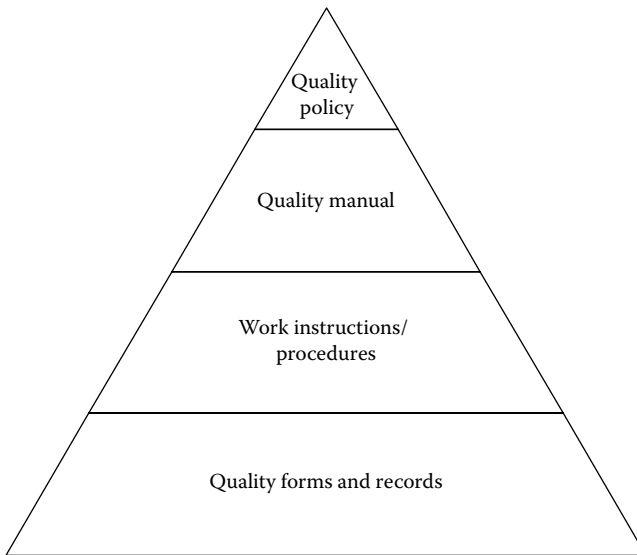 Quality
policy
Quality manual
Work instructions/
procedures
Quality forms and records